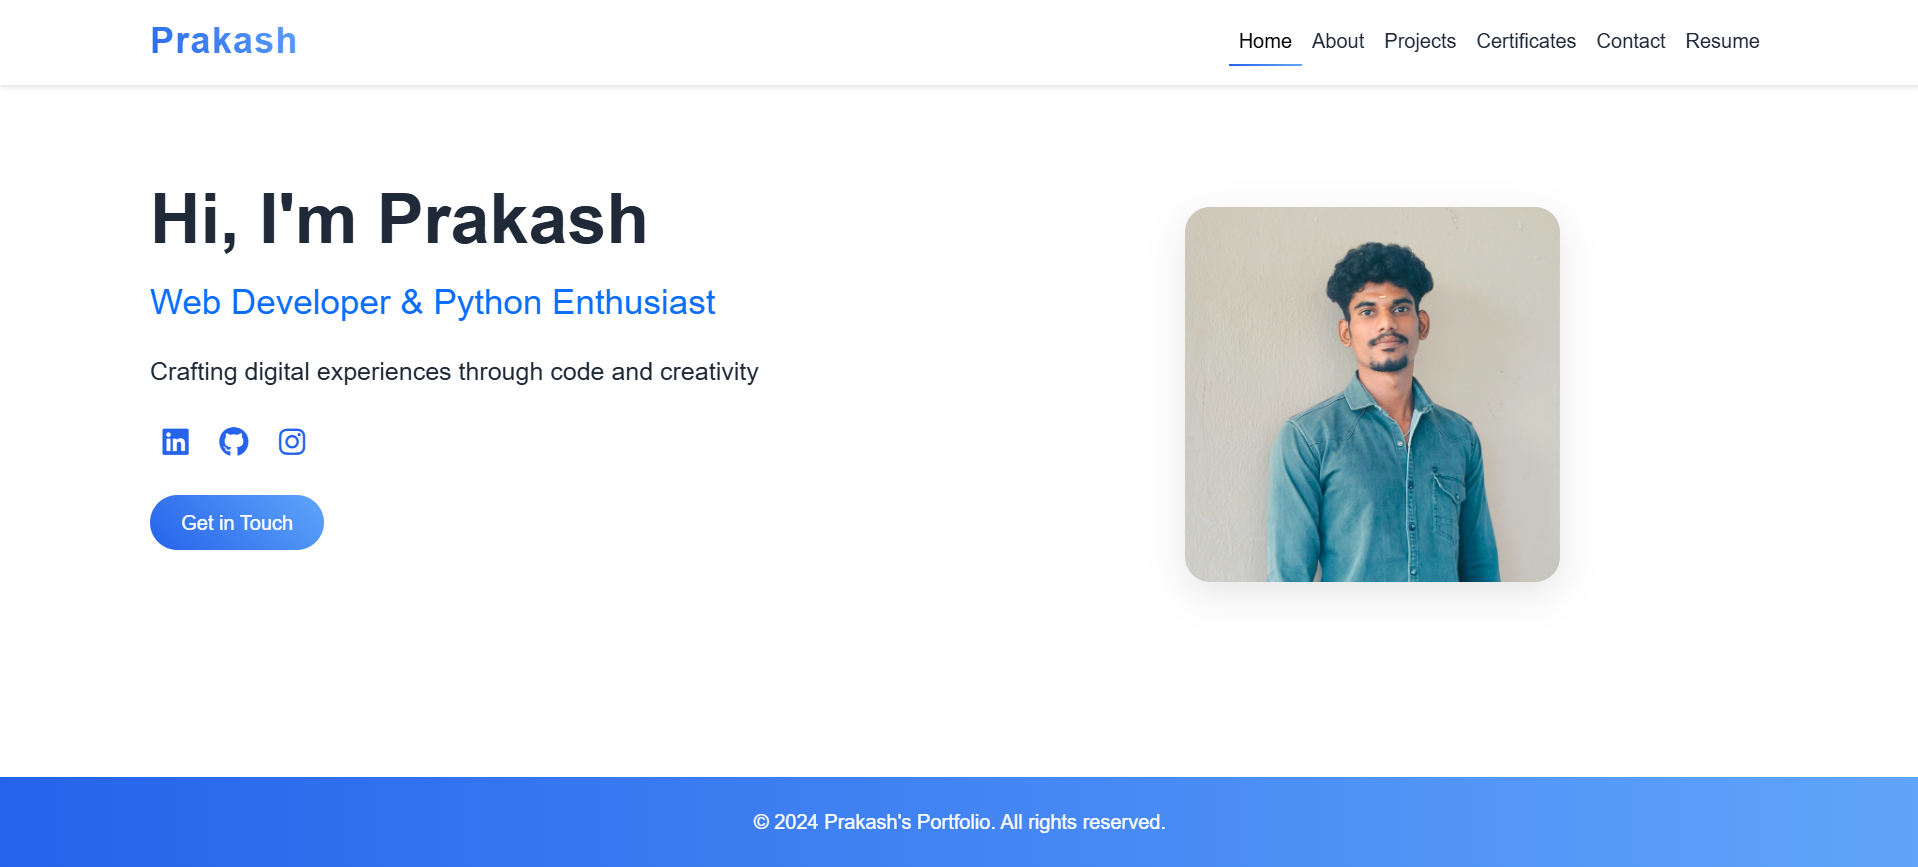 Prakash
Home About Projects Certificates Contact Resume
Hi, I'm Prakash
Web Developer & Python Enthusiast
Crafting digital experiences through code and creativity
Get in Touch
© 2024 Prakash's Portfolio. All rights reserved.